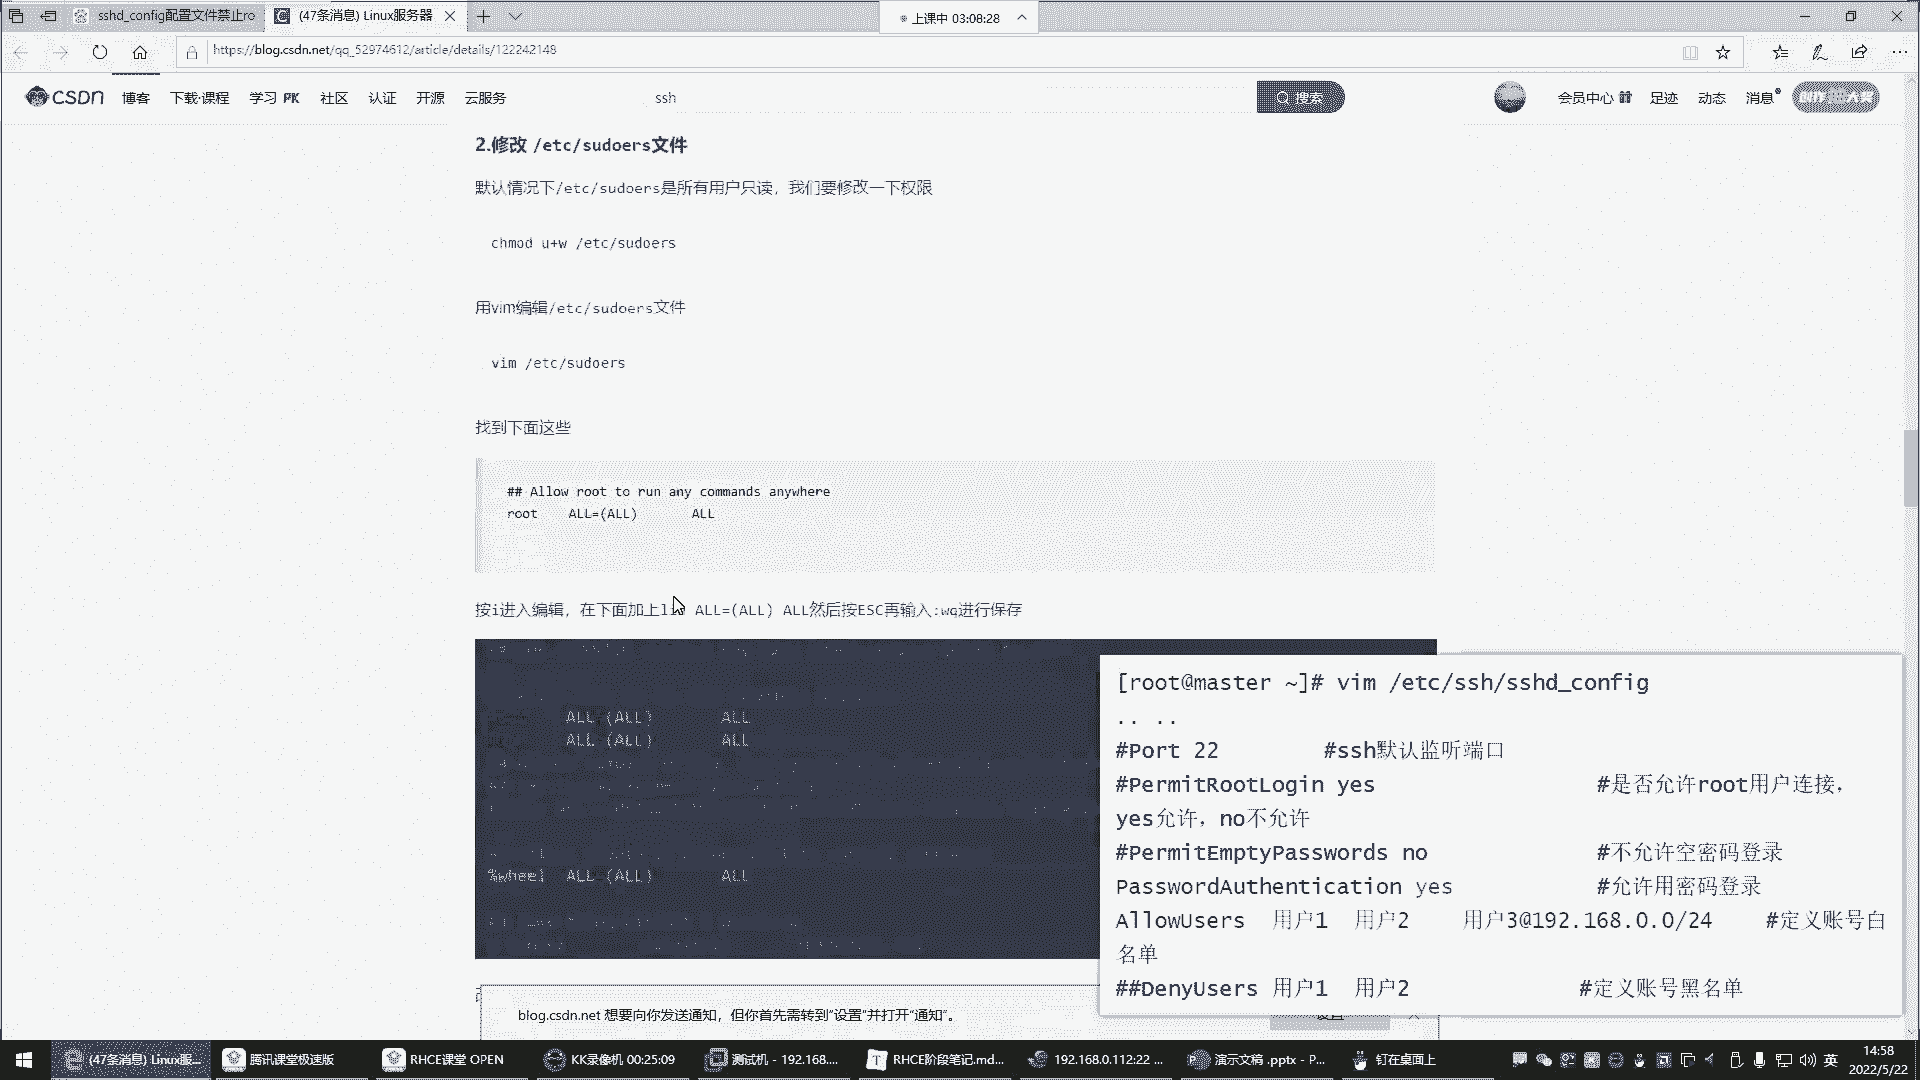 sshd_config配置文件禁止ro
(47条消息) Linux服务器
上课中 03:08:28
https://blog.csdn.net/qq_52974612/article/details/122242148
CSDN 博客 下载·课程 学习 PK 社区 认证 开源 云服务 ssh 搜索 会员中心 足迹 动态 消息
2.修改 /etc/sudoers文件
默认情况下/etc/sudoers是所有用户只读，我们要修改一下权限
chmod u+w /etc/sudoers
用vim编辑/etc/sudoers文件
vim /etc/sudoers
找到下面这些
## Allow root to run any commands anywhere
root ALL=(ALL) ALL
按i进入编辑，在下面加上 ALL=(ALL) ALL然后按ESC再输入:wq进行保存
ALL (ALL) ALL
ALL (ALL) ALL
%wheel ALL (ALL) ALL
[root@master ~]# vim /etc/ssh/sshd_config
.. ..
#Port 22 #ssh默认监听端口
#PermitRootLogin yes #是否允许root用户连接，
yes允许，no不允许
#PermitEmptyPasswords no #不允许空密码登录
PasswordAuthentication yes #允许用密码登录
AllowUsers 用户1 用户2 用户3@192.168.0.0/24 #定义账号白
名单
##DenyUsers 用户1 用户2 #定义账号黑名单
blog.csdn.net 想要向你发送通知，但你首先需转到“设置”并打开“通知”。
设置
(47条消息) Linux服... 腾讯课堂极速版 RHCE课堂 OPEN KK录像机 00:25:09 测试机 - 192.168.... RHCE阶段笔记.md... 192.168.0.112:22 ... 演示文稿 .pptx - P... 钉在桌面上 英 14:58
2022/5/22